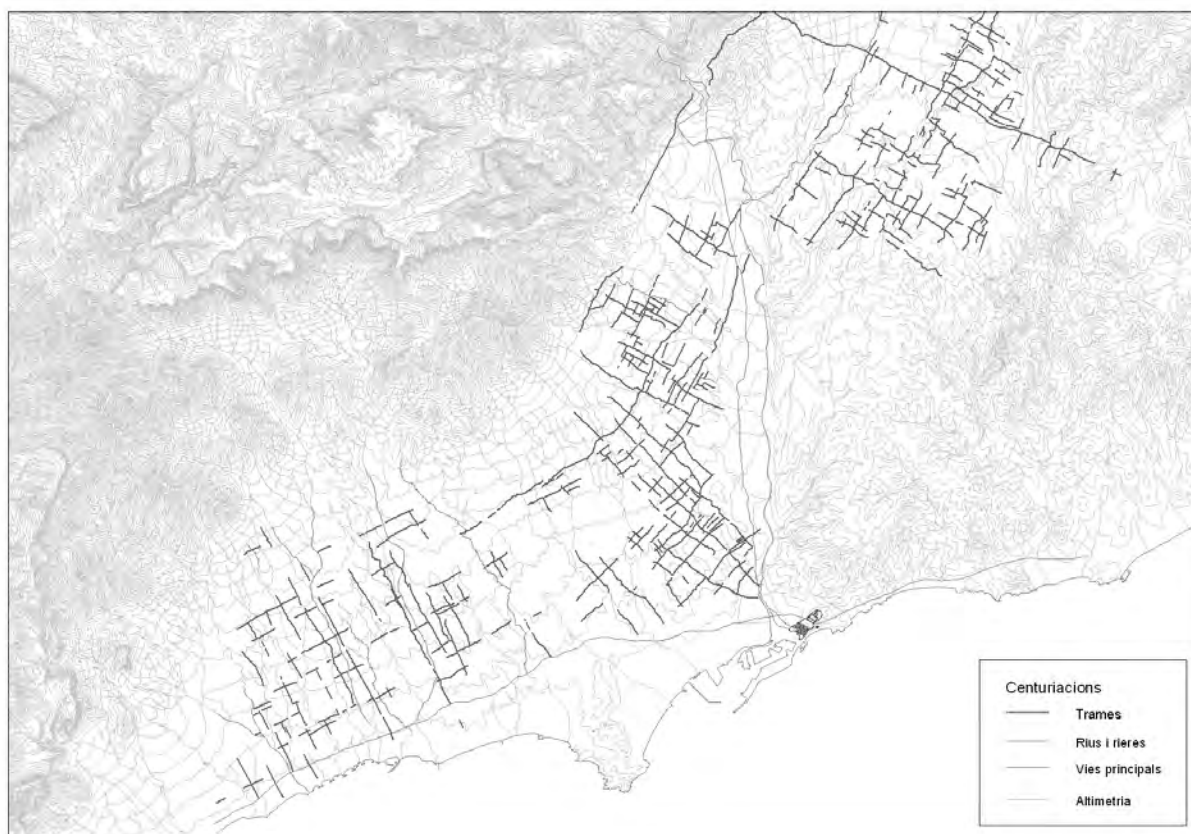 Centuriacions
Trames
Rius i rieres
Vies principals
Altimetria